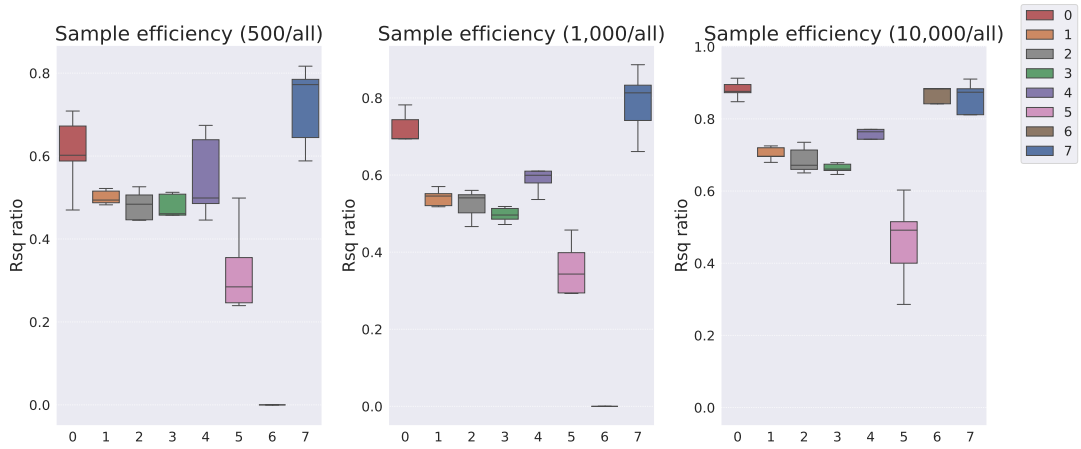 Sample efficiency (500/all)
Rsq ratio
0.8
0.6
0.4
0.2
0.0
0 1 2 3 4 5 6 7
Sample efficiency (1,000/all)
Rsq ratio
0.8
0.6
0.4
0.2
0.0
0 1 2 3 4 5 6 7
Sample efficiency (10,000/all)
Rsq ratio
1.0
0.8
0.6
0.4
0.2
0.0
0 1 2 3 4 5 6 7
0
1
2
3
4
5
6
7